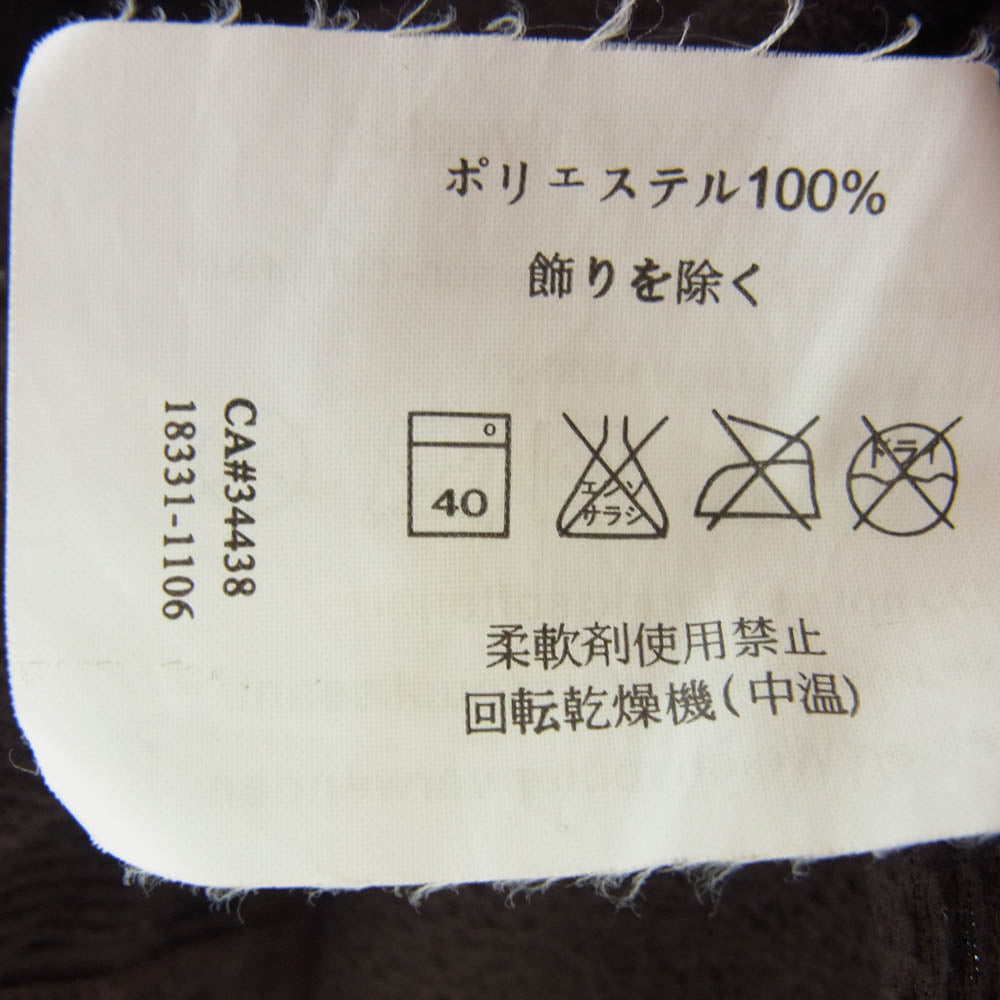 ポリエステル100%
飾りを除く
40
エンソ
サラシ
ドライ
柔軟剤使用禁止
回転乾燥機(中温)
CA#34438
18331-1106